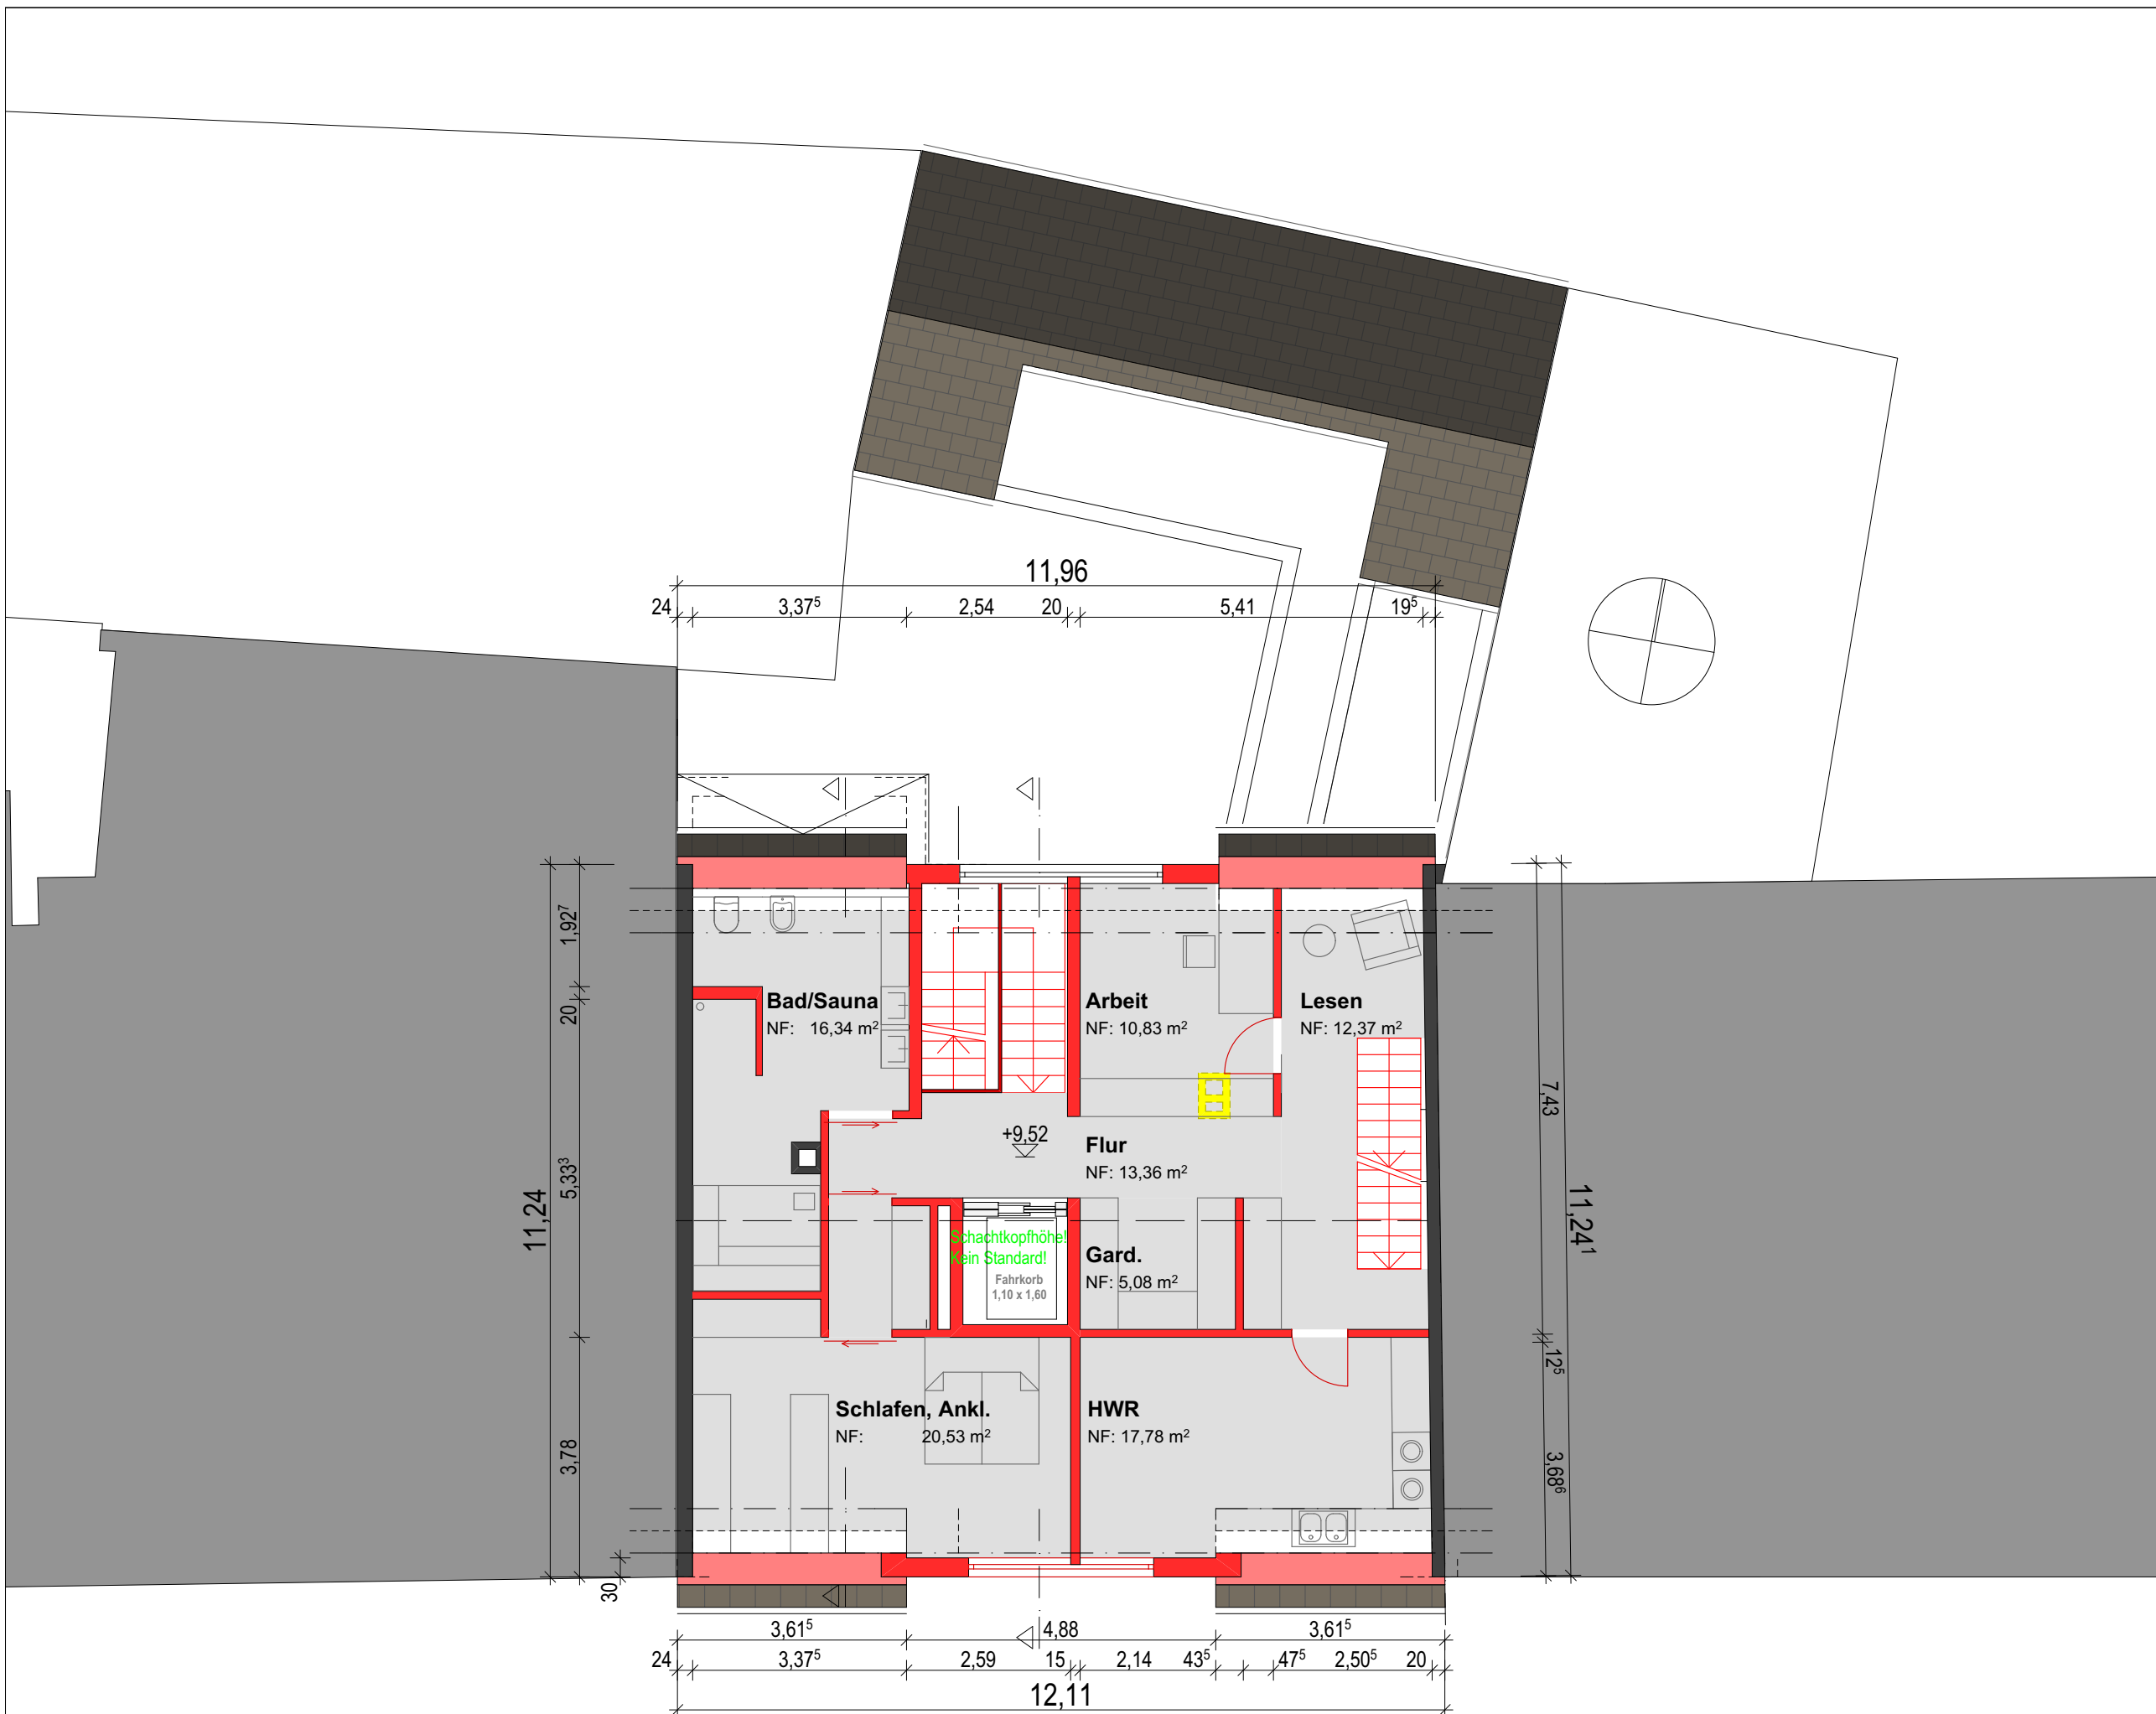 11,96
24 3,37⁵ 2,54 20 5,41 19⁵
1,92⁷
20
5,33³
3,78
11,24
30
Bad/Sauna
NF: 16,34 m²
Arbeit
NF: 10,83 m²
Lesen
NF: 12,37 m²
+9,52
Flur
NF: 13,36 m²
Schachtkopfhöhe!
Kein Standard!
Fahrkorb
1,10 x 1,60
Gard.
NF: 5,08 m²
Schlafen, Ankl.
NF: 20,53 m²
HWR
NF: 17,78 m²
7,43
12⁵
3,68⁶
11,24¹
3,61⁵ 4,88 3,61⁵
24 3,37⁵ 2,59 15 2,14 43⁵ 47⁵ 2,50⁵ 20
12,11